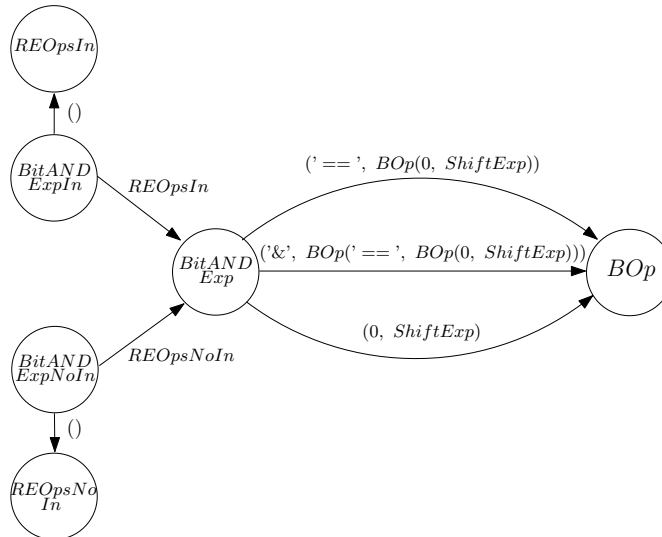 REOpsIn
()
BitAND
ExpIn
REOpsIn
(' == ', BOp(0, ShiftExp))
('&', BOp(' == ', BOp(0, ShiftExp)))
BitAND
Exp
BOp
(0, ShiftExp)
REOpsNoIn
BitAND
ExpNoIn
()
REOpsNo
In